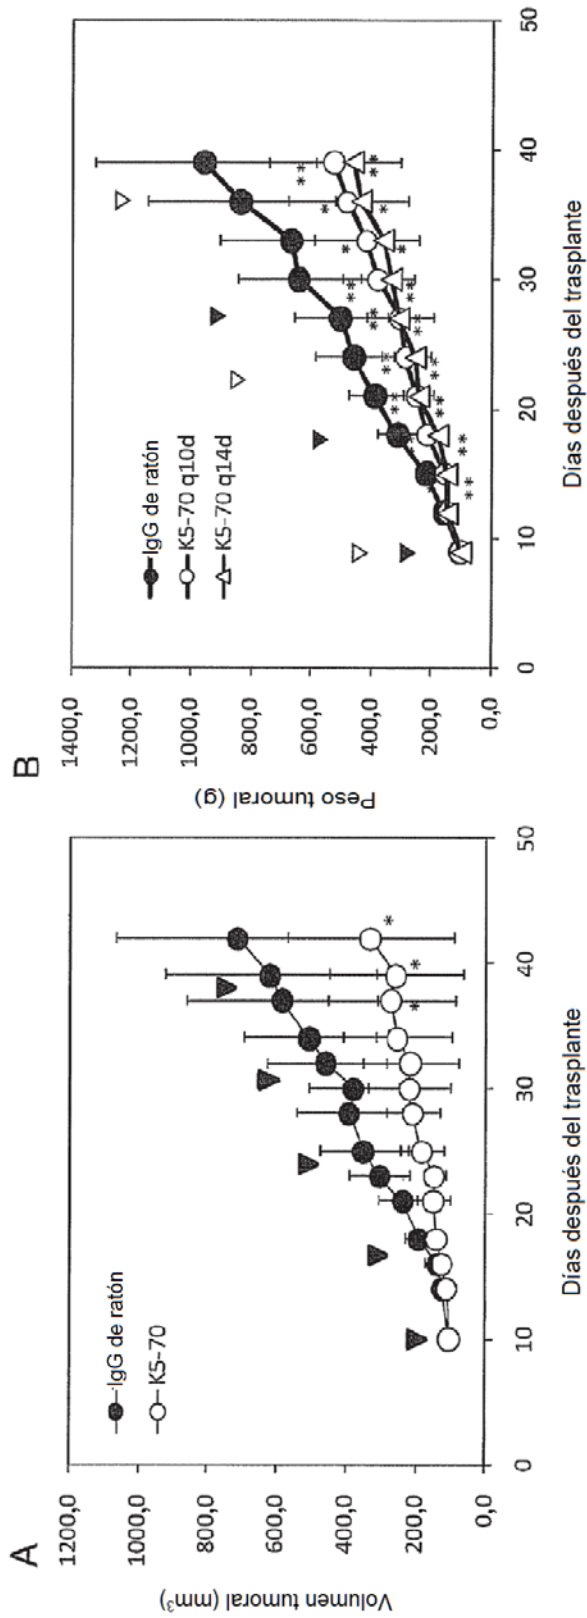 A
Volumen tumoral (mm³)
1200,0
1000,0
800,0
600,0
400,0
200,0
0,0
IgG de ratón
K5-70
*
*
*
0
10
20
30
40
50
Días después del trasplante
B
Peso tumoral (g)
1400,0
1200,0
1000,0
800,0
600,0
400,0
200,0
0,0
IgG de ratón
K5-70 q10d
K5-70 q14d
0
10
20
30
40
50
Días después del trasplante